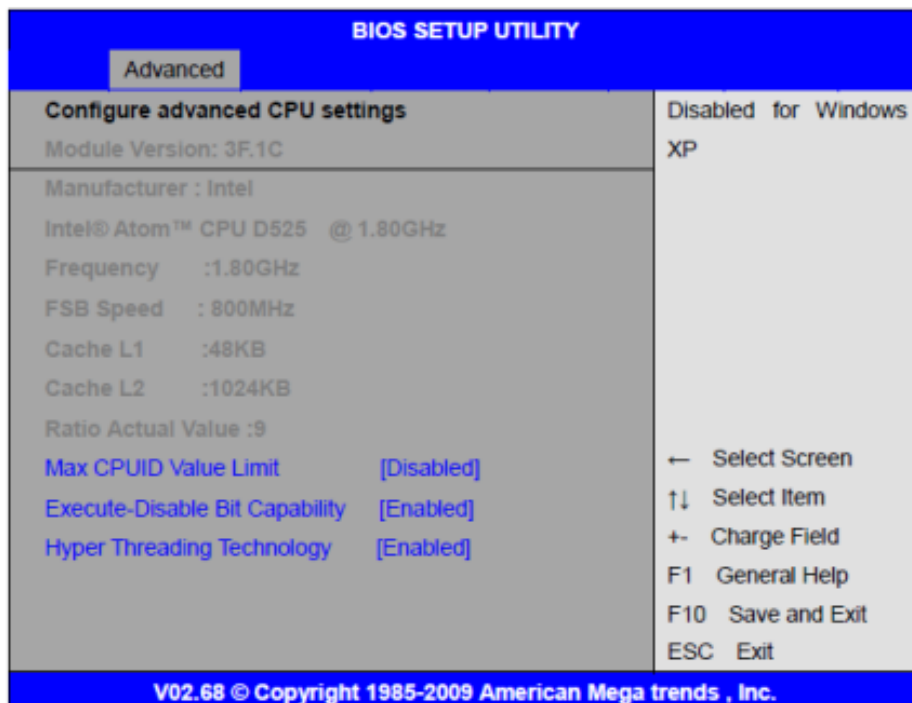 BIOS SETUP UTILITY
Advanced
Configure advanced CPU settings
Module Version: 3F.1C
Manufacturer : Intel
Intel® Atom™ CPU D525 @ 1.80GHz
Frequency :1.80GHz
FSB Speed : 800MHz
Cache L1 :48KB
Cache L2 :1024KB
Ratio Actual Value :9
Max CPUID Value Limit [Disabled]
Execute-Disable Bit Capability [Enabled]
Hyper Threading Technology [Enabled]
Disabled for Windows
XP
← Select Screen
↑↓ Select Item
+- Charge Field
F1 General Help
F10 Save and Exit
ESC Exit
V02.68 © Copyright 1985-2009 American Mega trends , Inc.